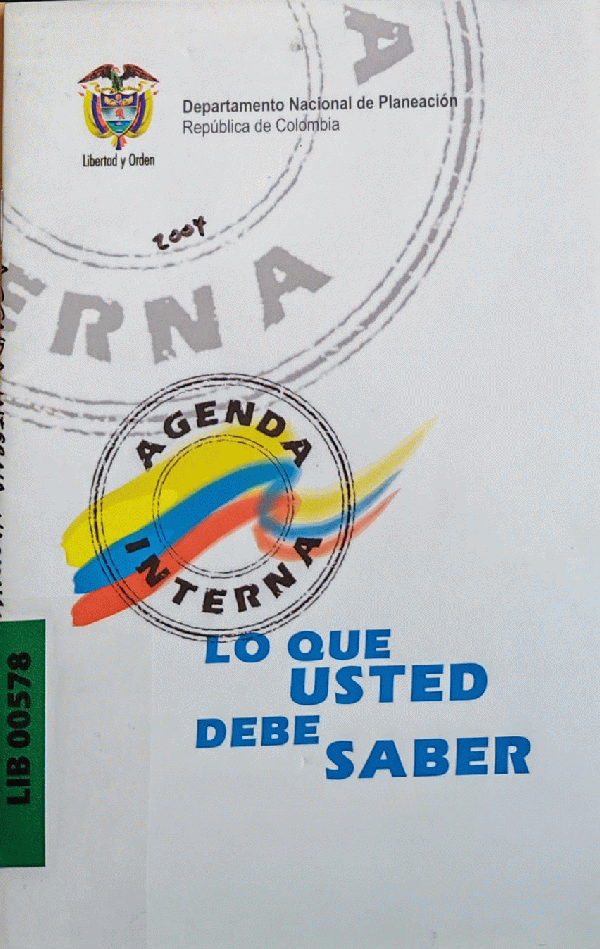 Departamento Nacional de Planeación
República de Colombia
Libertad y Orden
2004
ERNA
A
AGENDA
INTERNA
LO QUE
USTED
DEBE
SABER
LIB 00578